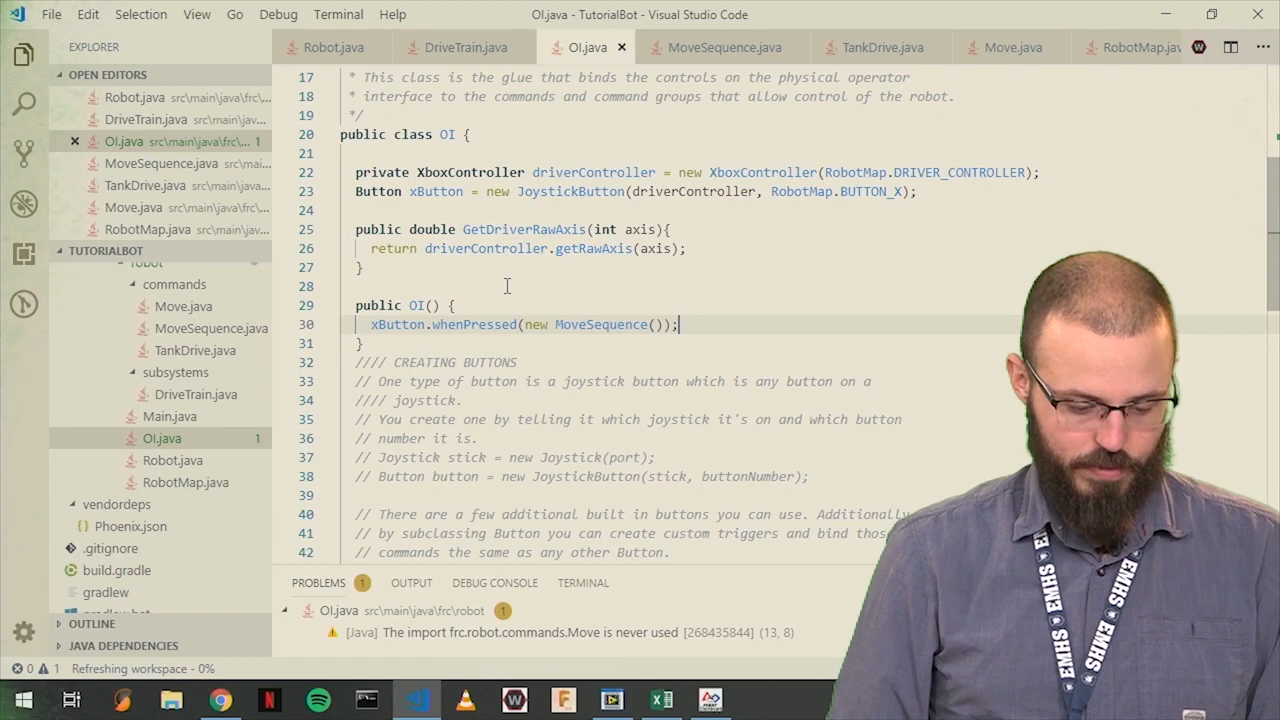 File Edit Selection View Go Debug Terminal Help OI.java - TutorialBot - Visual Studio Code
EXPLORER
Robot.java DriveTrain.java OI.java MoveSequence.java TankDrive.java Move.java RobotMap.jav
OPEN EDITORS
Robot.java src\main\java\frc\...
DriveTrain.java src\main\java\frc\...
OI.java src\main\java\frc\... 1
MoveSequence.java src\main\java\...
TankDrive.java src\main\java\frc\...
Move.java src\main\java\frc\...
RobotMap.java src\main\java\frc\...
TUTORIALBOT
robot
commands
Move.java
MoveSequence.java
TankDrive.java
subsystems
DriveTrain.java
Main.java
OI.java 1
Robot.java
RobotMap.java
vendordeps
Phoenix.json
.gitignore
build.gradle
gradlew
gradlew.bat
OUTLINE
JAVA DEPENDENCIES
17 * This class is the glue that binds the controls on the physical operator
18 * interface to the commands and command groups that allow control of the robot.
19 */
20 public class OI {
21
22 private XboxController driverController = new XboxController(RobotMap.DRIVER_CONTROLLER);
23 Button xButton = new JoystickButton(driverController, RobotMap.BUTTON_X);
24
25 public double GetDriverRawAxis(int axis){
26 return driverController.getRawAxis(axis);
27 }
28
29 public OI() {
30 xButton.whenPressed(new MoveSequence());
31 }
32 //// CREATING BUTTONS
33 // One type of button is a joystick button which is any button on a
34 //// joystick.
35 // You create one by telling it which joystick it's on and which button
36 // number it is.
37 // Joystick stick = new Joystick(port);
38 // Button button = new JoystickButton(stick, buttonNumber);
39
40 // There are a few additional built in buttons you can use. Additionally
41 // by subclassing Button you can create custom triggers and bind those
42 // commands the same as any other Button.
PROBLEMS 1 OUTPUT DEBUG CONSOLE TERMINAL
OI.java src\main\java\frc\robot 1
[Java] The import frc.robot.commands.Move is never used [268435844] (13, 8)
0 1 Refreshing workspace - 0%
EMHS EMHS EMHS
EMHS EMHS